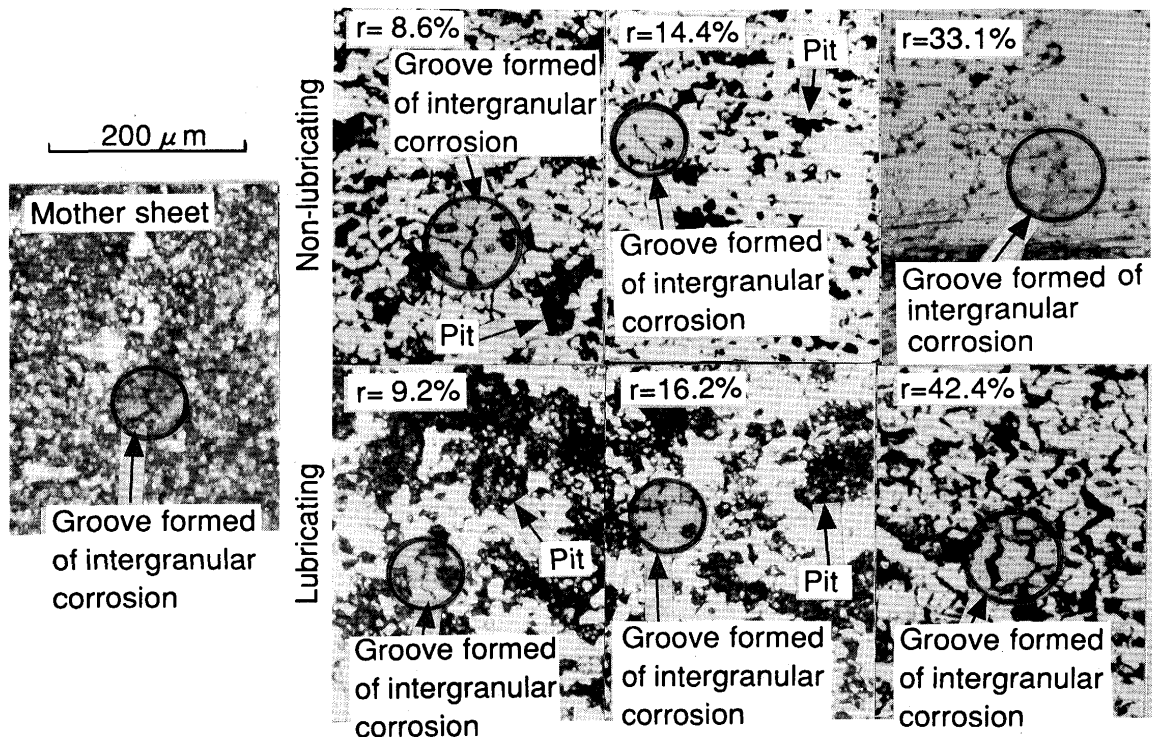 200 μm
Mother sheet
Groove formed
of intergranular
corrosion
Non-lubricating
r= 8.6%
Groove formed
of intergranular
corrosion
Pit
r=14.4%
Pit
Groove formed
of intergranular
corrosion
r=33.1%
Groove formed of
intergranular
corrosion
Lubricating
r= 9.2%
Pit
Groove formed
of intergranular
corrosion
r=16.2%
Pit
Groove formed
of intergranular
corrosion
r=42.4%
Groove formed
of intergranular
corrosion